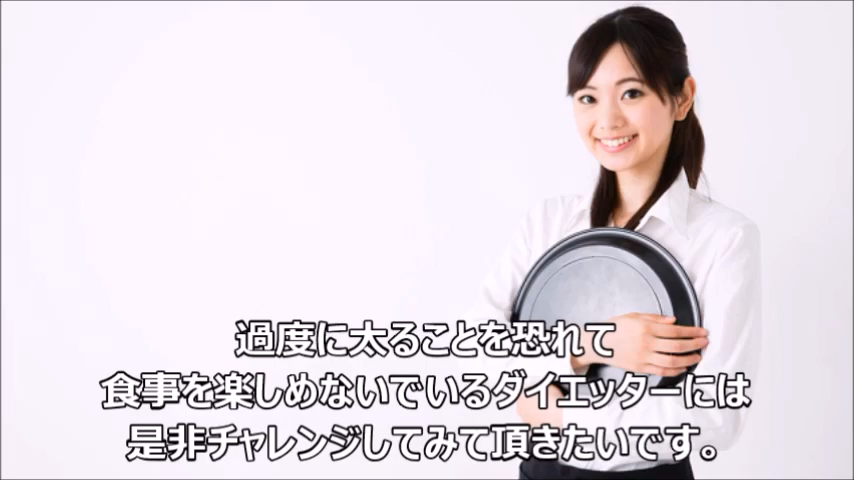 過度に太ることを恐れて
食事を楽しめないでいるダイエッターには
是非チャレンジしてみて頂きたいです。